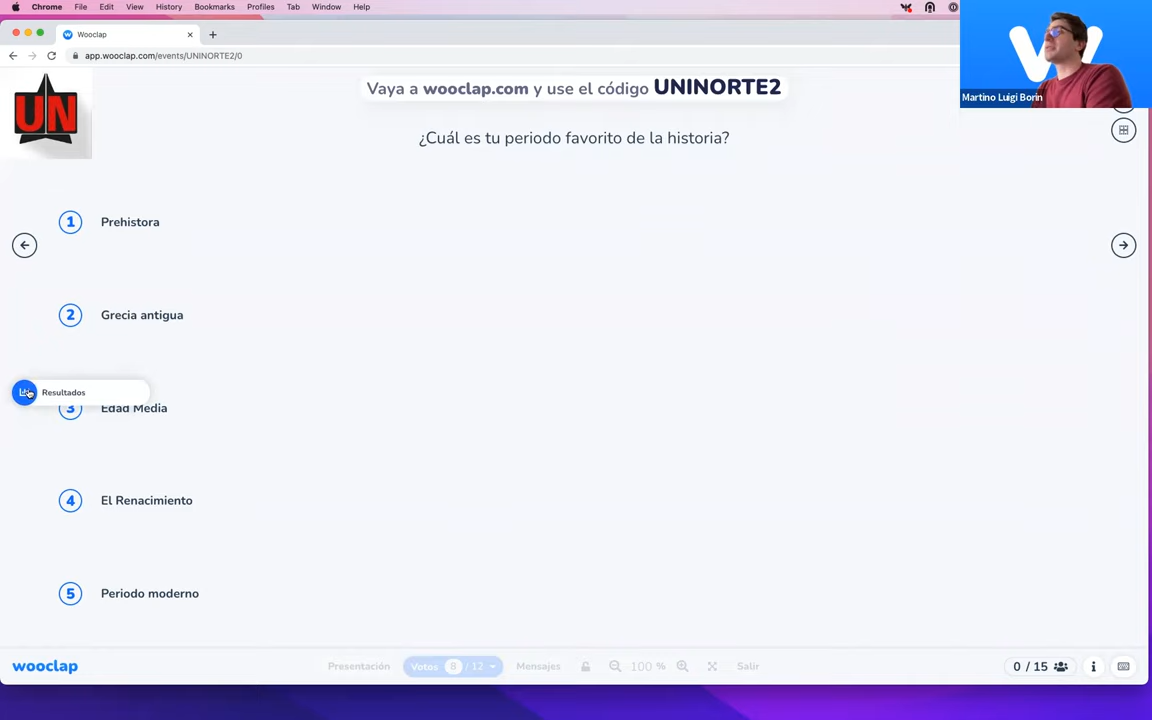 Chrome File Edit View History Bookmarks Profiles Tab Window Help
Wooclap
app.wooclap.com/events/UNINORTE2/0
UN
Vaya a wooclap.com y use el código UNINORTE2
W
Martino Luigi Borin
¿Cuál es tu periodo favorito de la historia?
1 Prehistora
2 Grecia antigua
Resultados
3 Edad Media
4 El Renacimiento
5 Periodo moderno
wooclap Presentación Votos 8 / 12 Mensajes 100 % Salir 0 / 15